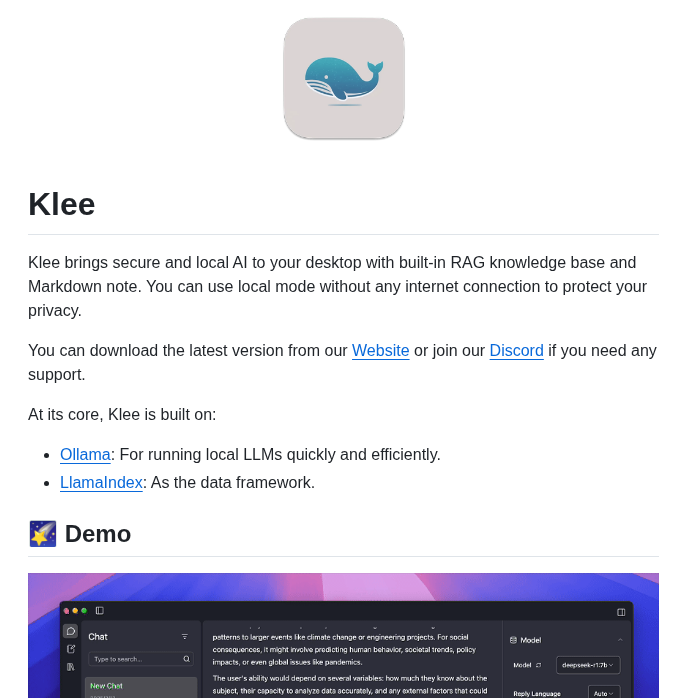 Klee
Klee brings secure and local AI to your desktop with built-in RAG knowledge base and
Markdown note. You can use local mode without any internet connection to protect your
privacy.
You can download the latest version from our Website or join our Discord if you need any
support.
At its core, Klee is built on:
Ollama: For running local LLMs quickly and efficiently.
LlamaIndex: As the data framework.
🌠 Demo
Chat
Type to search...
New Chat
patterns to larger events like climate change or engineering projects. For social
consequences, it might involve predicting human behavior, societal trends, policy
impacts, or even global issues like pandemics.
The user's ability would depend on several variables: how much they know about the
subject, their capacity to analyze data accurately, and any external factors that could
Model
Model deepseek-r1:7b
Reply Language Auto